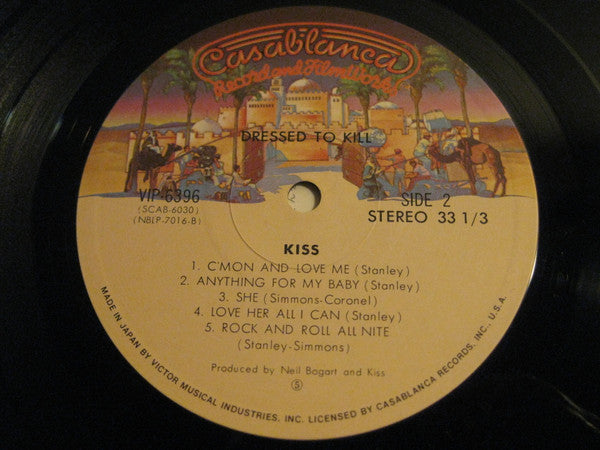 Casablanca
Record and FilmWorks
DRESSED TO KILL
VIP-6396
(SCAB-6030)
(NBLP-7016-B)
SIDE 2
STEREO 33 1/3
KISS
1. C'MON AND LOVE ME (Stanley)
2. ANYTHING FOR MY BABY (Stanley)
3. SHE (Simmons-Coronel)
4. LOVE HER ALL I CAN (Stanley)
5. ROCK AND ROLL ALL NITE
(Stanley-Simmons)
Produced by Neil Bogart and Kiss
Ⓢ
MADE IN JAPAN BY VICTOR MUSICAL INDUSTRIES, INC. LICENSED BY CASABLANCA RECORDS, INC., U.S.A.